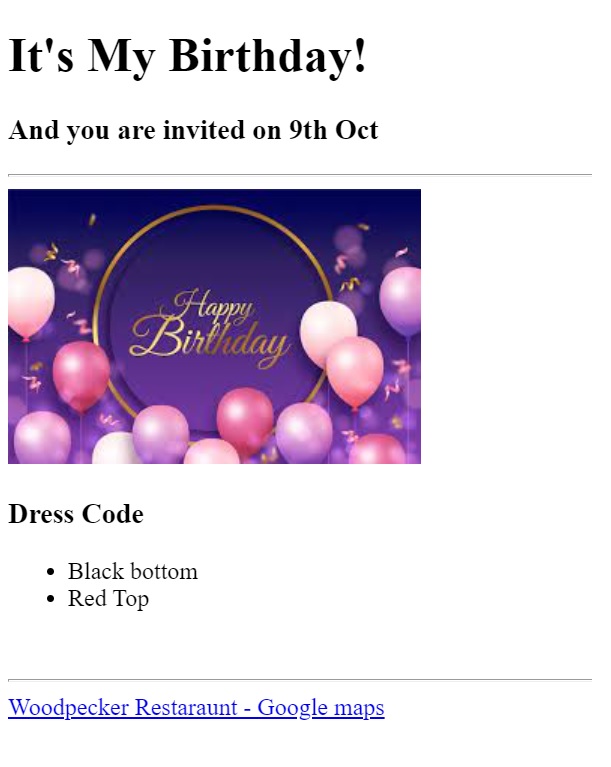 It's My Birthday!
And you are invited on 9th Oct
Happy
Birthday
Dress Code
Black bottom
Red Top
Woodpecker Restaraunt - Google maps